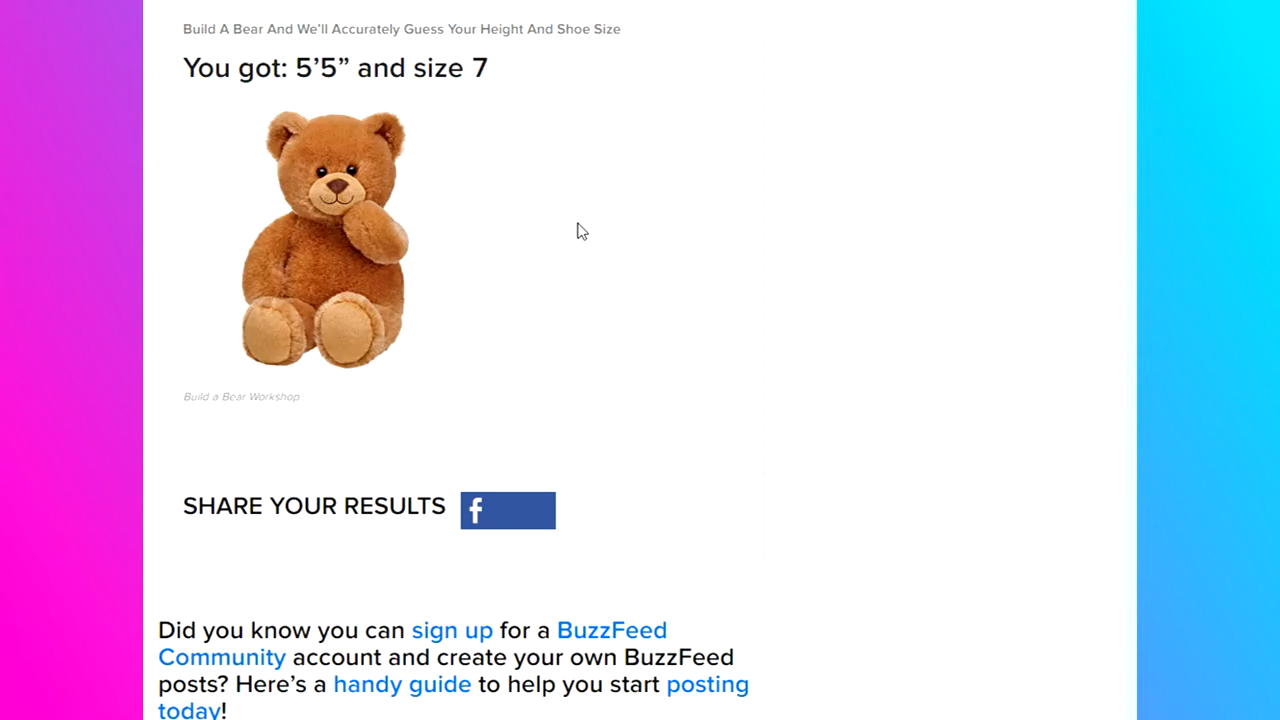 Build A Bear And We’ll Accurately Guess Your Height And Shoe Size
You got: 5’5” and size 7
Build a Bear Workshop
SHARE YOUR RESULTS f
Did you know you can sign up for a BuzzFeed
Community account and create your own BuzzFeed
posts? Here’s a handy guide to help you start posting
today!